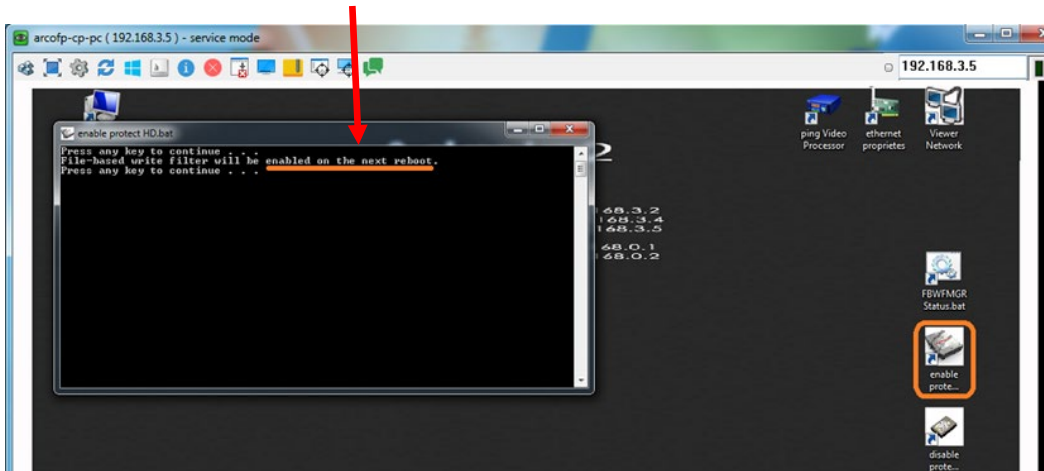 arcofp-cp-pc ( 192.168.3.5 ) - service mode
192.168.3.5
enable protect HD.bat
Press any key to continue . . .
File-based write filter will be enabled on the next reboot.
Press any key to continue . . .
2
ping Video
Processor
ethernet
proprietes
Viewer
Network
168.3.2
168.3.4
168.3.5
68.0.1
68.0.2
FBWFMGR
Status.bat
enable
prote...
disable
prote...